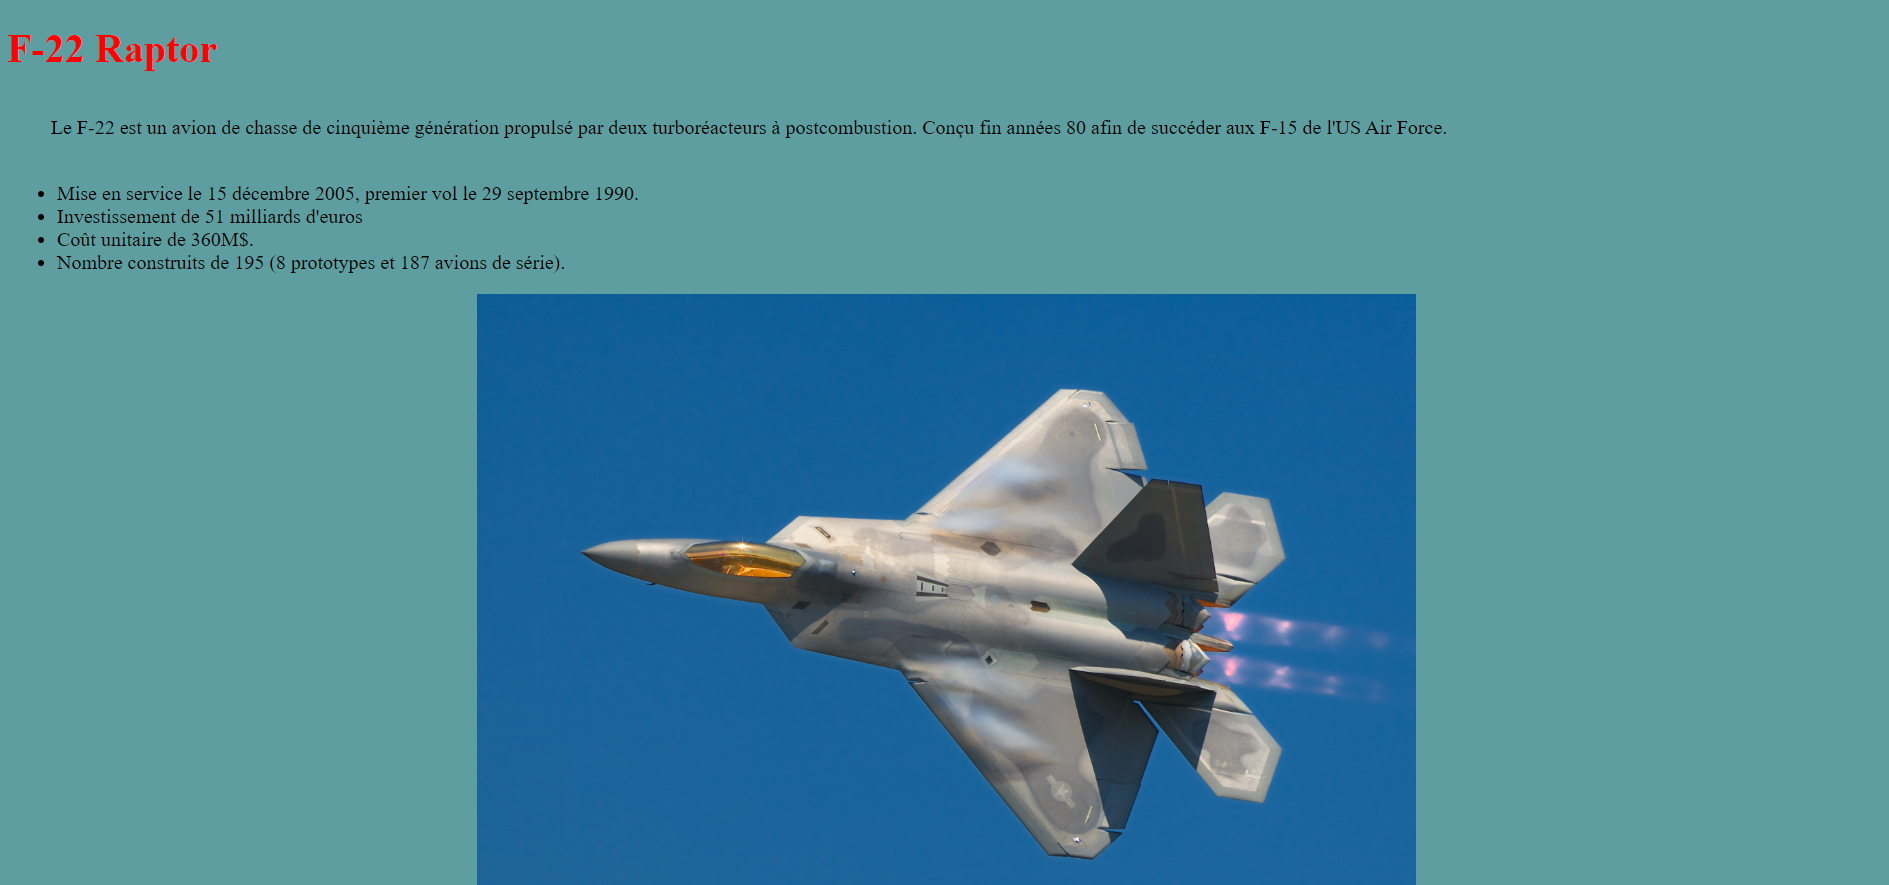 F-22 Raptor
Le F-22 est un avion de chasse de cinquième génération propulsé par deux turboréacteurs à postcombustion. Conçu fin années 80 afin de succéder aux F-15 de l'US Air Force.
Mise en service le 15 décembre 2005, premier vol le 29 septembre 1990.
Investissement de 51 milliards d'euros
Coût unitaire de 360M$.
Nombre construits de 195 (8 prototypes et 187 avions de série).